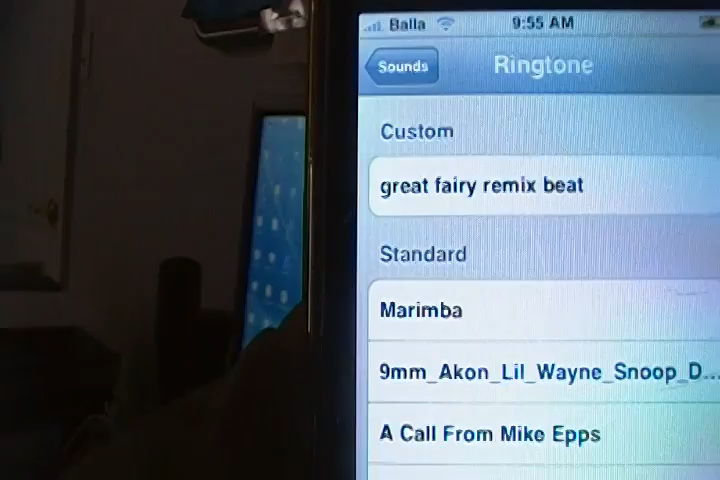 Balla 9:55 AM
Sounds Ringtone
Custom
great fairy remix beat
Standard
Marimba
9mm_Akon_Lil_Wayne_Snoop_D...
A Call From Mike Epps